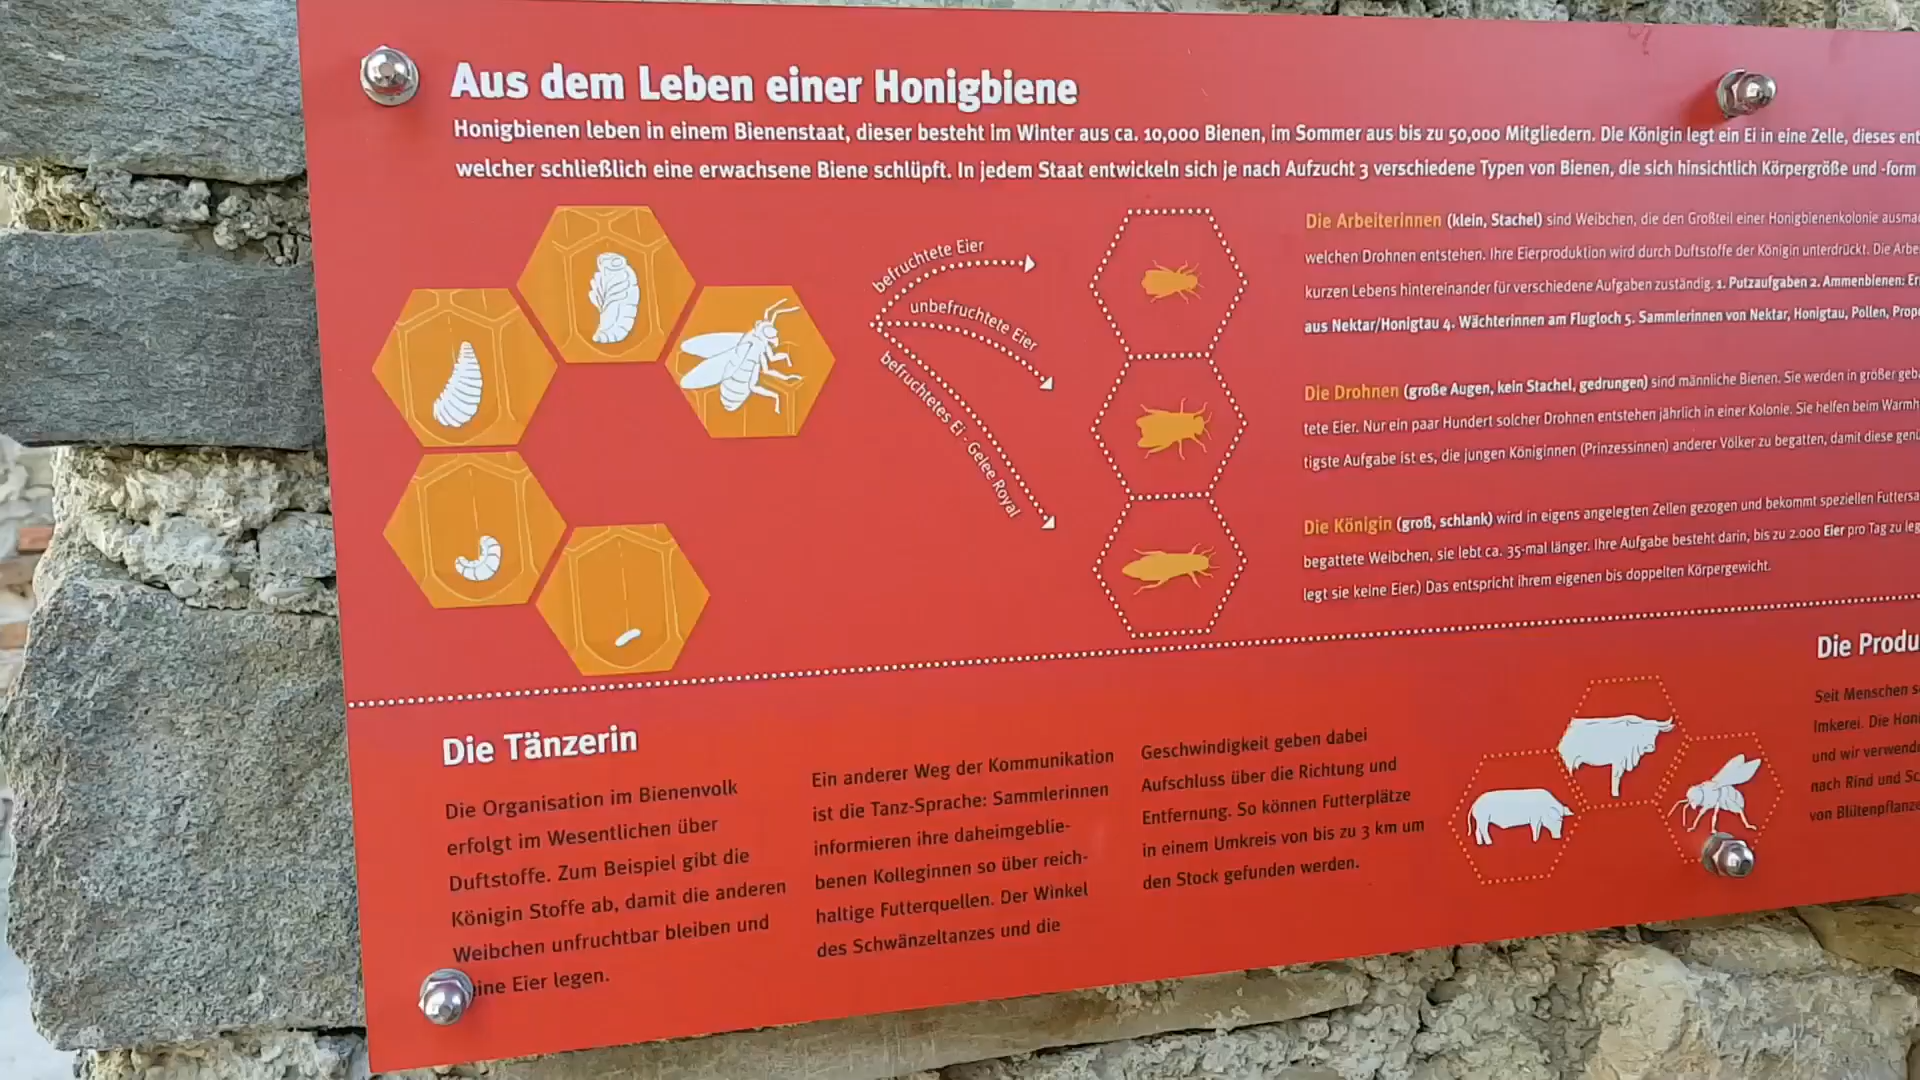 Aus dem Leben einer Honigbiene
Honigbienen leben in einem Bienenstaat, dieser besteht im Winter aus ca. 10,000 Bienen, im Sommer aus bis zu 50,000 Mitgliedern. Die Königin legt ein Ei in eine Zelle, dieses ent
welcher schließlich eine erwachsene Biene schlüpft. In jedem Staat entwickeln sich je nach Aufzucht 3 verschiedene Typen von Bienen, die sich hinsichtlich Körpergröße und -form
befruchtete Eier
unbefruchtete Eier
befruchtetes Ei - Gelee Royal
Die Arbeiterinnen (klein, Stachel) sind Weibchen, die den Großteil einer Honigbienenkolonie ausma
welchen Drohnen entstehen. Ihre Eierproduktion wird durch Duftstoffe der Königin unterdrückt. Die Arbe
kurzen Lebens hintereinander für verschiedene Aufgaben zuständig. 1. Putzaufgaben 2. Ammenbienen: Er
aus Nektar/Honigtau 4. Wächterinnen am Flugloch 5. Sammlerinnen von Nektar, Honigtau, Pollen, Prop
Die Drohnen (große Augen, kein Stachel, gedrungen) sind männliche Bienen. Sie werden in größer geb
tete Eier. Nur ein paar Hundert solcher Drohnen entstehen jährlich in einer Kolonie. Sie helfen beim Warmh
tigste Aufgabe ist es, die jungen Königinnen (Prinzessinnen) anderer Völker zu begatten, damit diese gen
Die Königin (groß, schlank) wird in eigens angelegten Zellen gezogen und bekommt speziellen Futtersa
begattete Weibchen, sie lebt ca. 35-mal länger. Ihre Aufgabe besteht darin, bis zu 2.000 Eier pro Tag zu leg
legt sie keine Eier.) Das entspricht ihrem eigenen bis doppelten Körpergewicht.
Die Tänzerin
Die Organisation im Bienenvolk
erfolgt im Wesentlichen über
Duftstoffe. Zum Beispiel gibt die
Königin Stoffe ab, damit die anderen
Weibchen unfruchtbar bleiben und
ine Eier legen.
Ein anderer Weg der Kommunikation
ist die Tanz-Sprache: Sammlerinnen
informieren ihre daheimgeblie-
benen Kolleginnen so über reich-
haltige Futterquellen. Der Winkel
des Schwänzeltanzes und die
Geschwindigkeit geben dabei
Aufschluss über die Richtung und
Entfernung. So können Futterplätze
in einem Umkreis von bis zu 3 km um
den Stock gefunden werden.
Die Produ
Seit Menschen s
Imkerei. Die Hon
und wir verwend
nach Rind und Sc
von Blütenpflanze